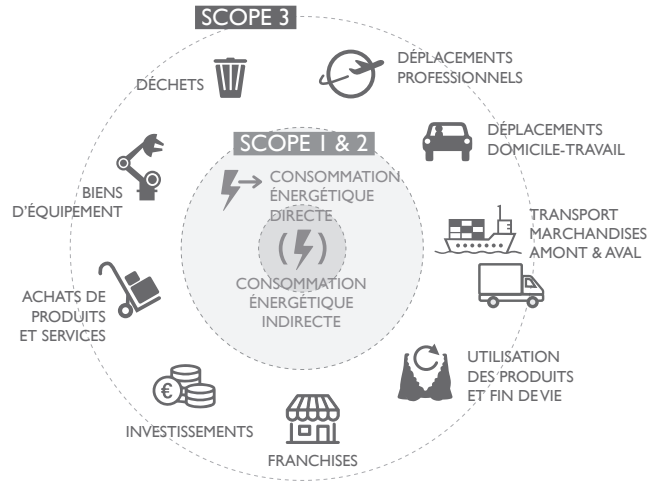 SCOPE 3
DÉCHETS
DÉPLACEMENTS
PROFESSIONNELS
DÉPLACEMENTS
DOMICILE-TRAVAIL
TRANSPORT
MARCHANDISES
AMONT & AVAL
UTILISATION
DES PRODUITS
ET FIN DE VIE
FRANCHISES
INVESTISSEMENTS
€
ACHATS DE
PRODUITS
ET SERVICES
BIENS
D'ÉQUIPEMENT
SCOPE 1 & 2
CONSOMMATION
ÉNERGÉTIQUE
DIRECTE
CONSOMMATION
ÉNERGÉTIQUE
INDIRECTE